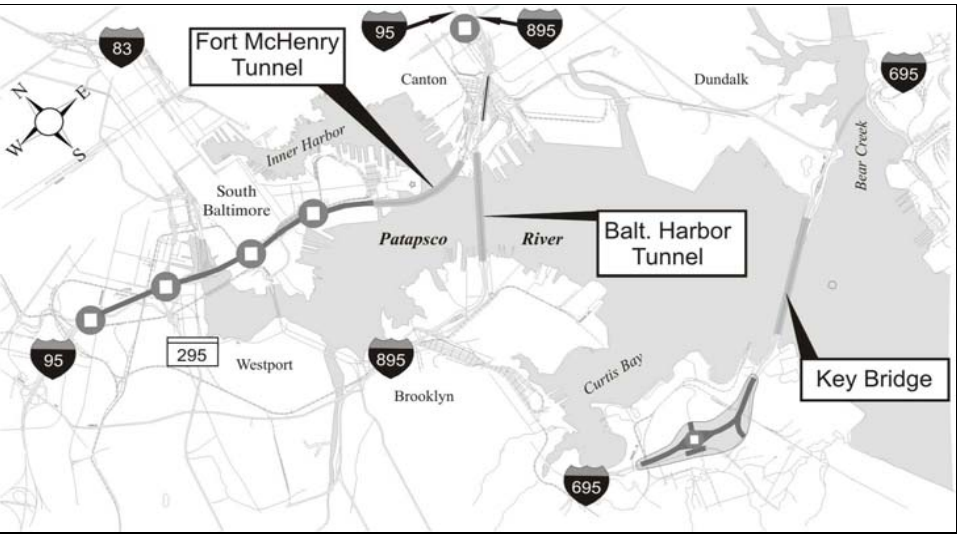 95
895
83
Fort McHenry
Tunnel
Canton
Dundalk
695
N
E
W
S
Inner Harbor
Bear Creek
South
Baltimore
Patapsco
River
Balt. Harbor
Tunnel
95
295
Westport
895
Brooklyn
Curtis Bay
Key Bridge
695